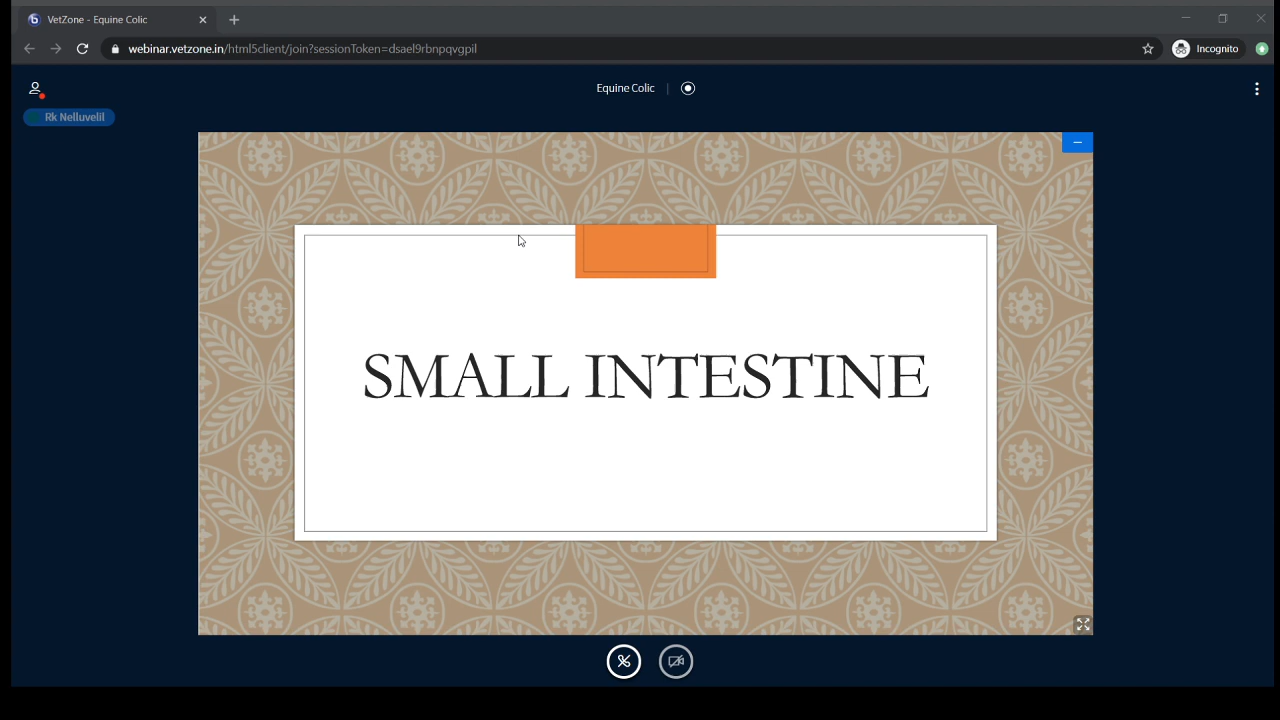 VetZone - Equine Colic
webinar.vetzone.in/html5client/join?sessionToken=dsael9rbnpqvgpil
Incognito
Equine Colic
Rk Nelluvelil
SMALL INTESTINE